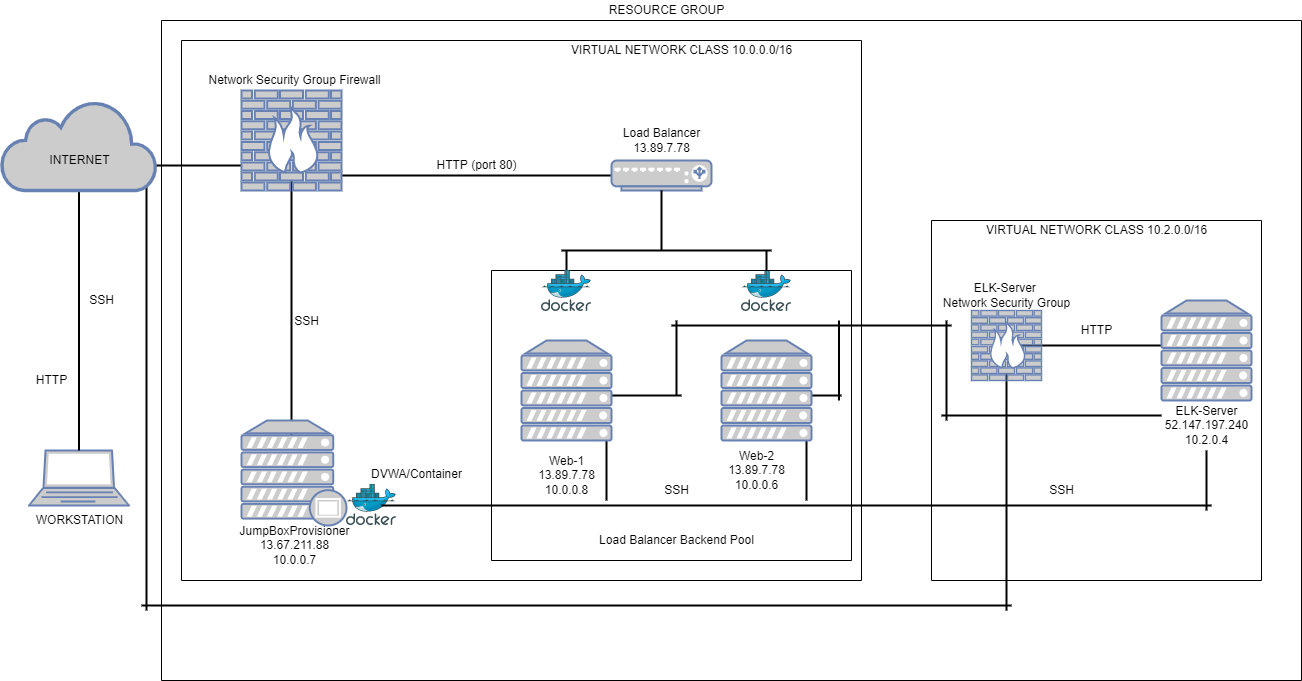 RESOURCE GROUP
VIRTUAL NETWORK CLASS 10.0.0.0/16
Network Security Group Firewall
INTERNET
Load Balancer
13.89.7.78
HTTP (port 80)
VIRTUAL NETWORK CLASS 10.2.0.0/16
SSH
SSH
HTTP
docker
docker
ELK-Server
Network Security Group
HTTP
ELK-Server
52.147.197.240
10.2.0.4
WORKSTATION
DVWA/Container
docker
JumpBoxProvisioner
13.67.211.88
10.0.0.7
Web-1
13.89.7.78
10.0.0.8
Web-2
13.89.7.78
10.0.0.6
SSH
SSH
Load Balancer Backend Pool